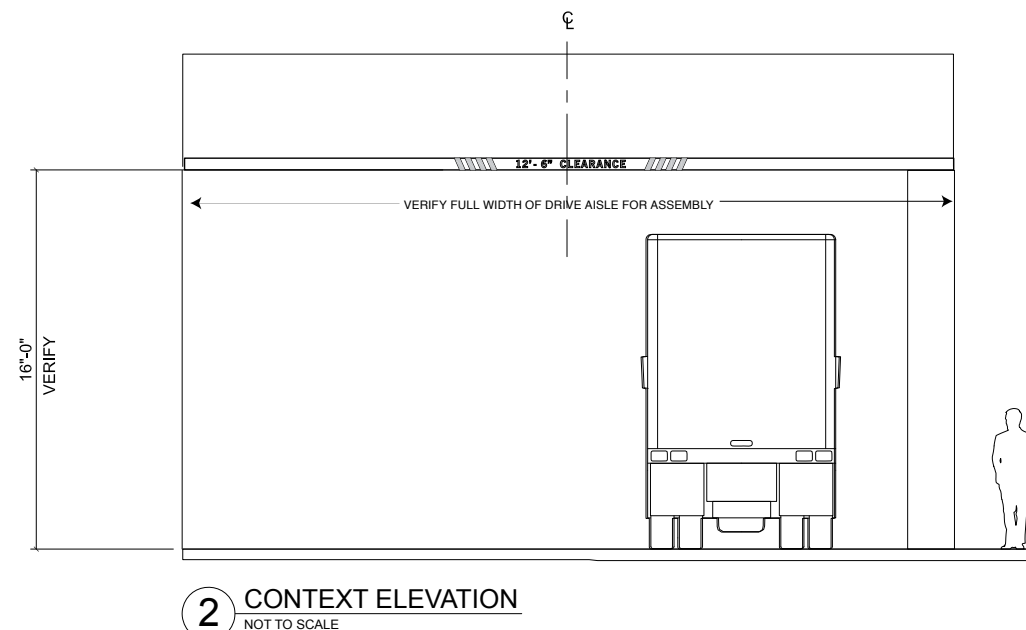 ℄
12'- 6" CLEARANCE
VERIFY FULL WIDTH OF DRIVE AISLE FOR ASSEMBLY
16"-0"
VERIFY
2
CONTEXT ELEVATION
NOT TO SCALE